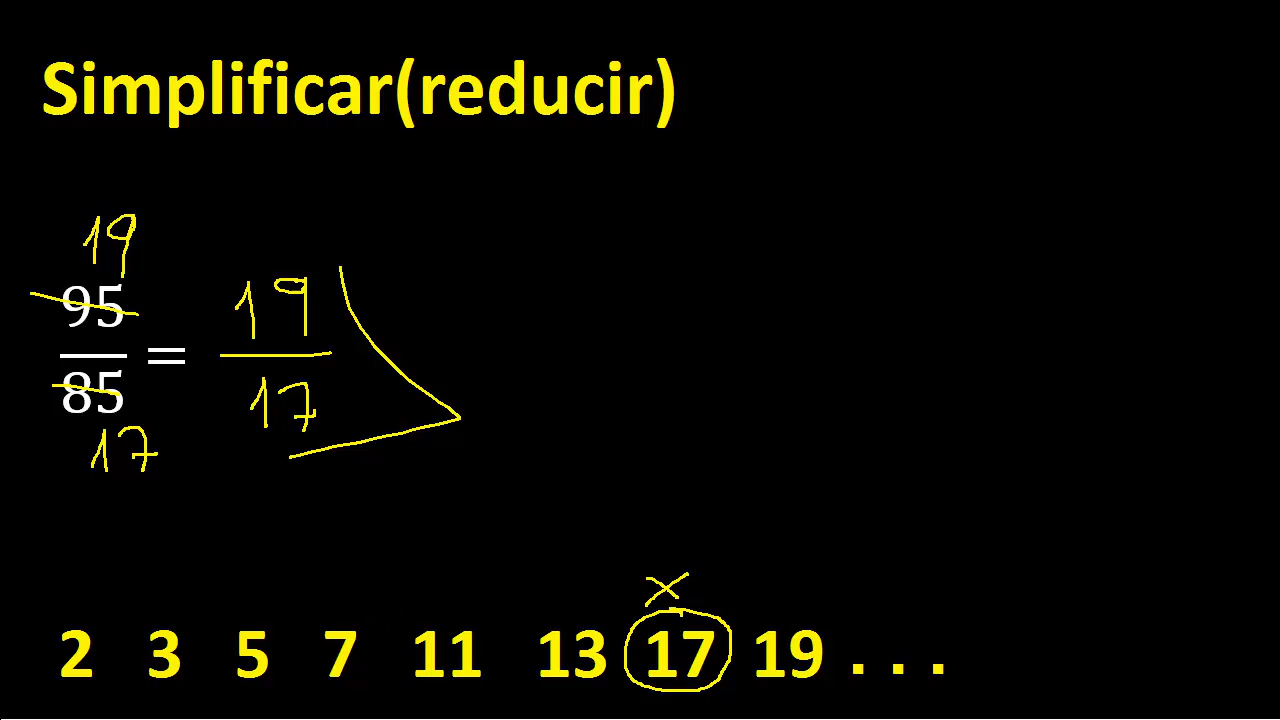 Simplificar(reducir)
19
95
85
17
=
19
17
x
2 3 5 7 11 13 17 19 . . .